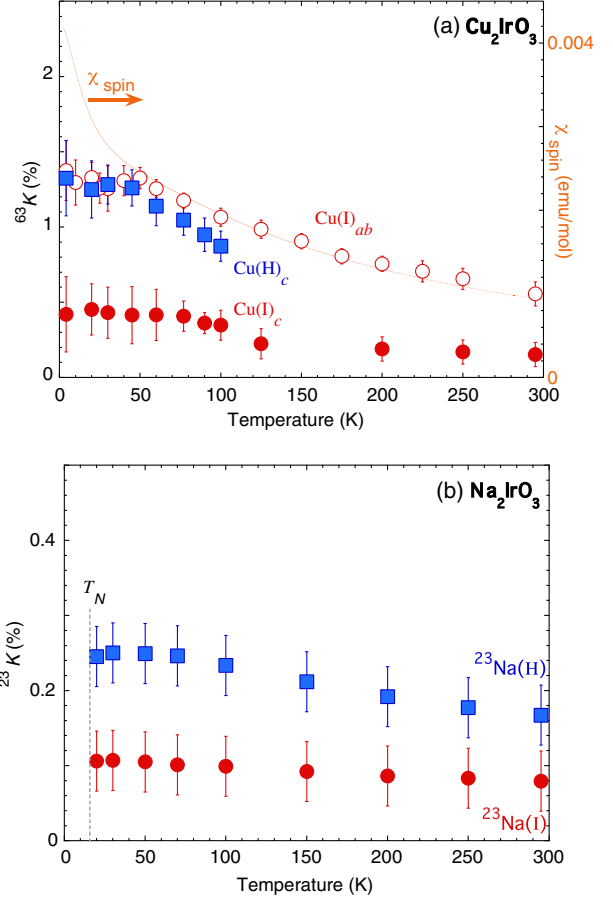 (a) Cu₂IrO₃
2
1
0
⁶³K (%)
χ spin
0.004
0
χ spin (emu/mol)
Cu(I)ab
Cu(H)c
Cu(I)c
0 50 100 150 200 250 300
Temperature (K)
(b) Na₂IrO₃
0.4
0.2
0
²³K (%)
TN
²³Na(H)
²³Na(I)
0 50 100 150 200 250 300
Temperature (K)